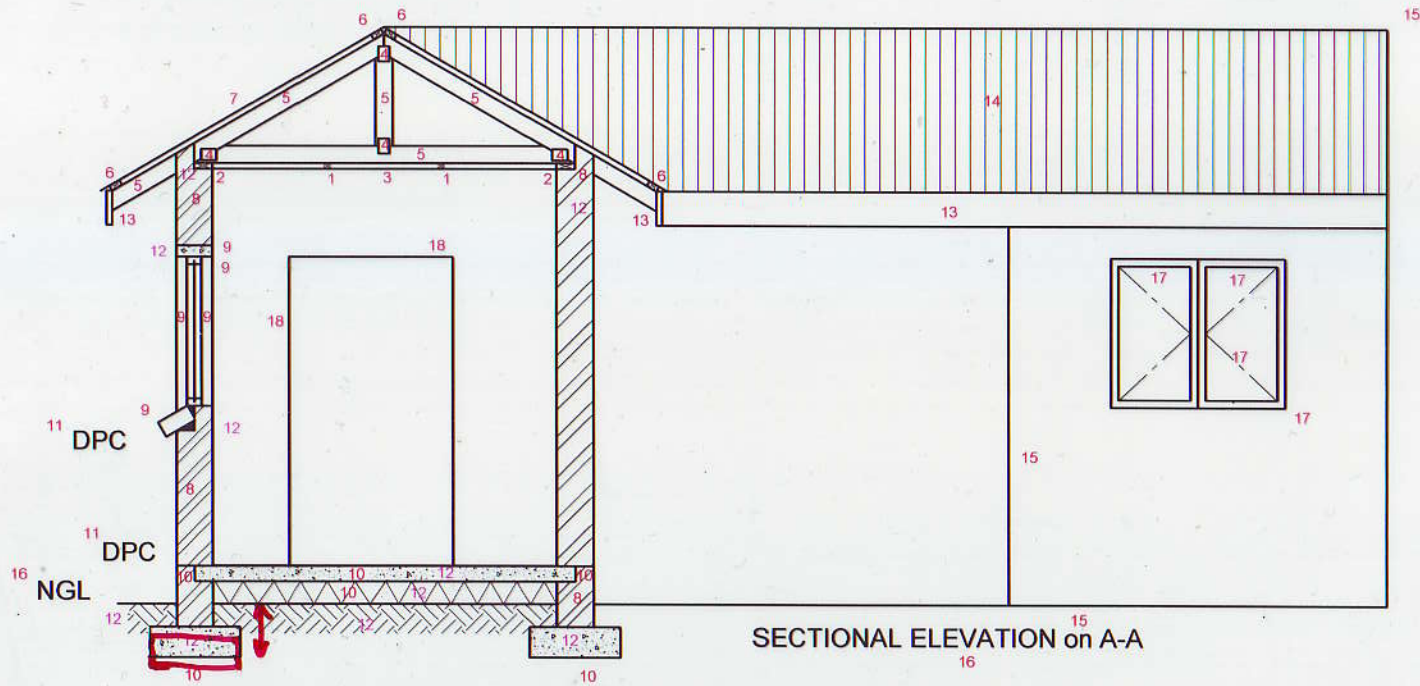 6 6 15
4
7 5 5 5 14
4
4 5 4
6 12 2 1 3 1 2 8 6
5 8 12
13 13 13
12 9 18
9 17 17
9 9 18
17
9
11 DPC 12 17
15
8
11 DPC
10 10 12 10
16 NGL 10 12 8
12 12 15
12 12 SECTIONAL ELEVATION on A-A
10 10 16